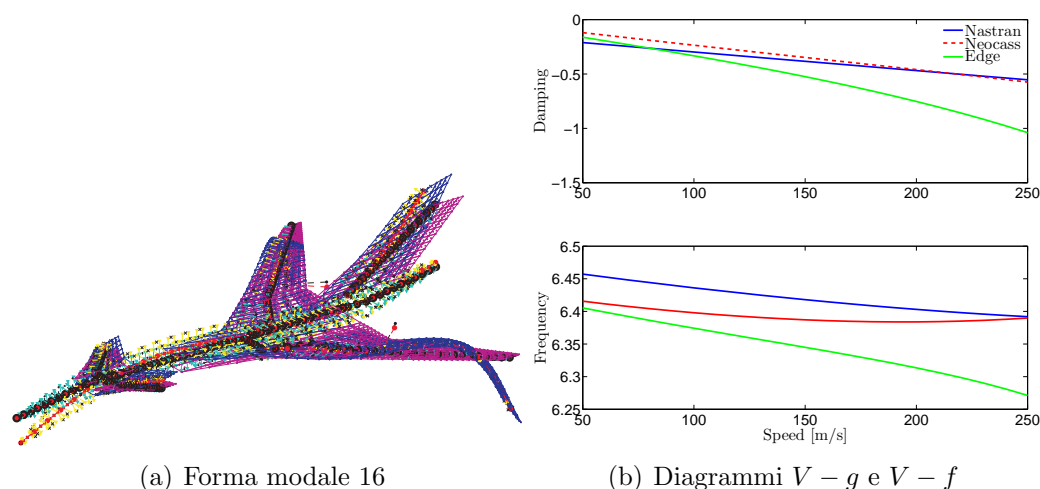 0
−0.5
−1
−1.5
Damping
50 100 150 200 250
Nastran
Neocass
Edge
6.5
6.45
6.4
6.35
6.3
6.25
Frequency
50 100 150 200 250
Speed [m/s]
(a) Forma modale 16
(b) Diagrammi V − g e V − f